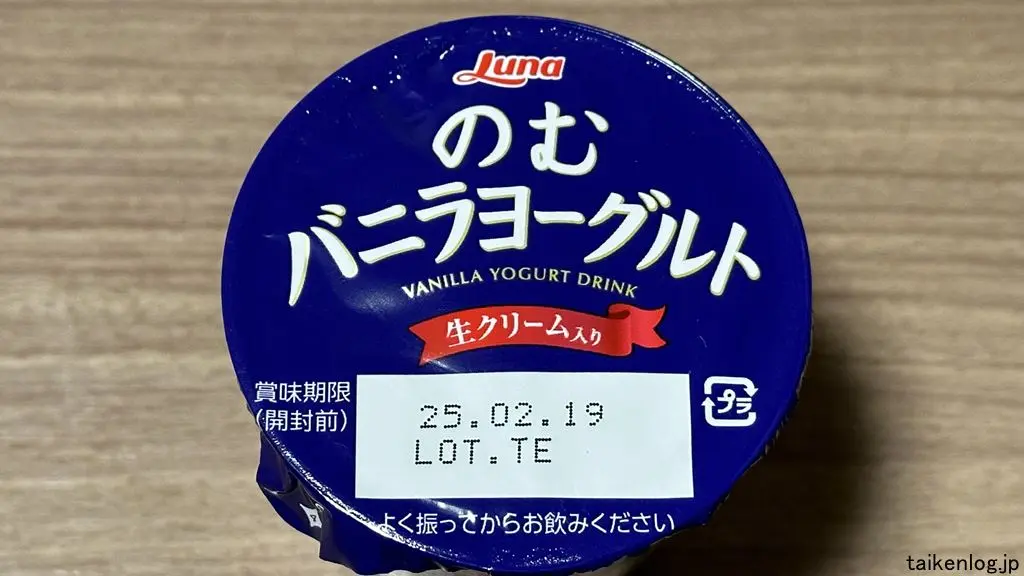 Luna
のむ
バニラヨーグルト
VANILLA YOGURT DRINK
生クリーム入り
賞味期限
(開封前)
25.02.19
LOT.TE
プラ
よく振ってからお飲みください
taikenlog.jp